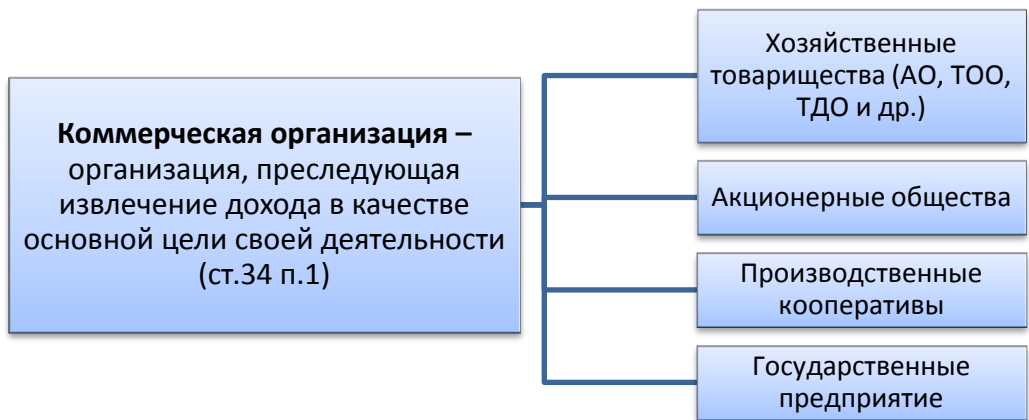 Коммерческая организация –
организация, преследующая
извлечение дохода в качестве
основной цели своей деятельности
(ст.34 п.1)
Хозяйственные
товарищества (АО, ТОО,
ТДО и др.)
Акционерные общества
Производственные
кооперативы
Государственные
предприятие